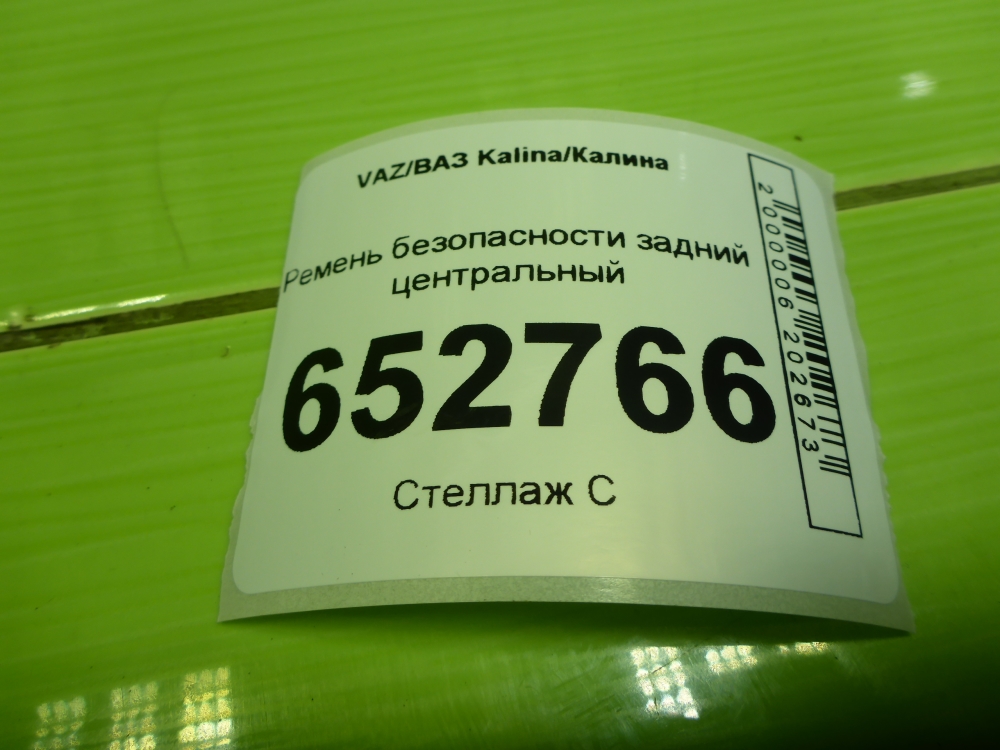 VAZ/ВАЗ Kalina/Калина
Ремень безопасности задний
центральный
652766
Стеллаж С
2000006202673